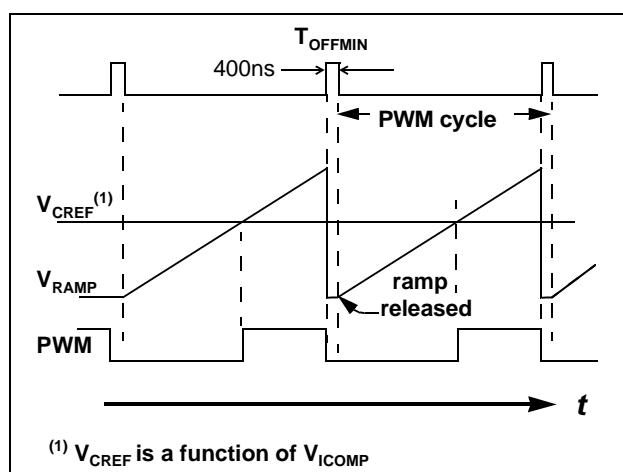 TOFFMIN
400ns
PWM cycle
VCREF(1)
VRAMP
ramp
released
PWM
t
(1) VCREF is a function of VICOMP